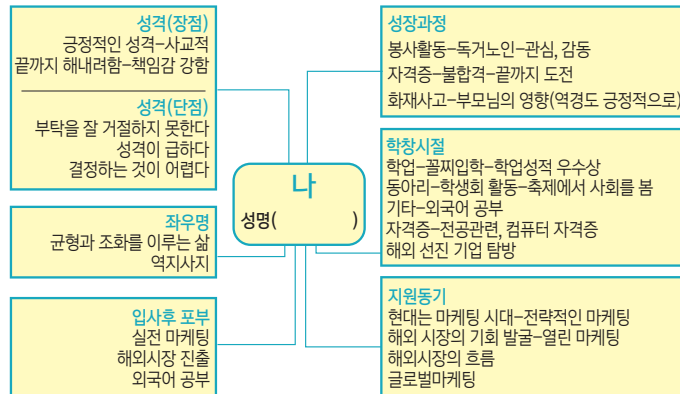 성격(장점)
긍정적인 성격-사교적
끝까지 해내려함-책임감 강함
성격(단점)
부탁을 잘 거절하지 못한다
성격이 급하다
결정하는 것이 어렵다
좌우명
균형과 조화를 이루는 삶
역지사지
입사후 포부
실전 마케팅
해외시장 진출
외국어 공부
나
성명( )
성장과정
봉사활동-독거노인-관심, 감동
자격증-불합격-끝까지 도전
화재사고-부모님의 영향(역경도 긍정적으로)
학창시절
학업-꼴찌입학-학업성적 우수상
동아리-학생회 활동-축제에서 사회를 봄
기타-외국어 공부
자격증-전공관련, 컴퓨터 자격증
해외 선진 기업 탐방
지원동기
현대는 마케팅 시대-전략적인 마케팅
해외 시장의 기회 발굴-열린 마케팅
해외시장의 흐름
글로벌마케팅